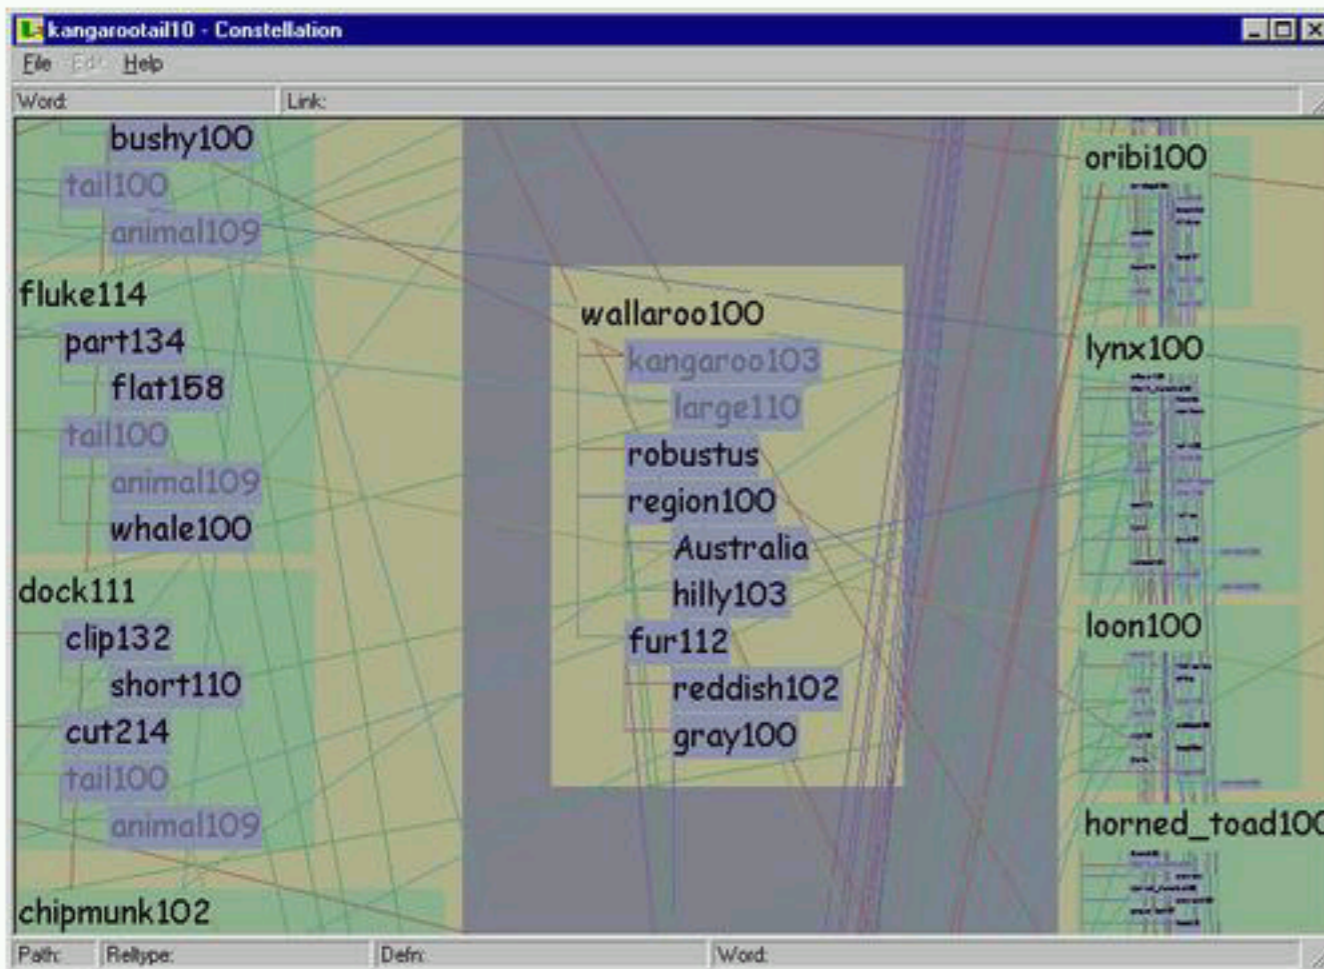 kangarootail10 - Constellation
File Edit Help
Word: Link:
bushy100
tail100
animal109
fluke114
part134
flat158
tail100
animal109
whale100
dock111
clip132
short110
cut214
tail100
animal109
chipmunk102
wallaroo100
kangaroo103
large110
robustus
region100
Australia
hilly103
fur112
reddish102
gray100
oribi100
lynx100
loon100
horned_toad100
Path: Reltype: Defn: Word: